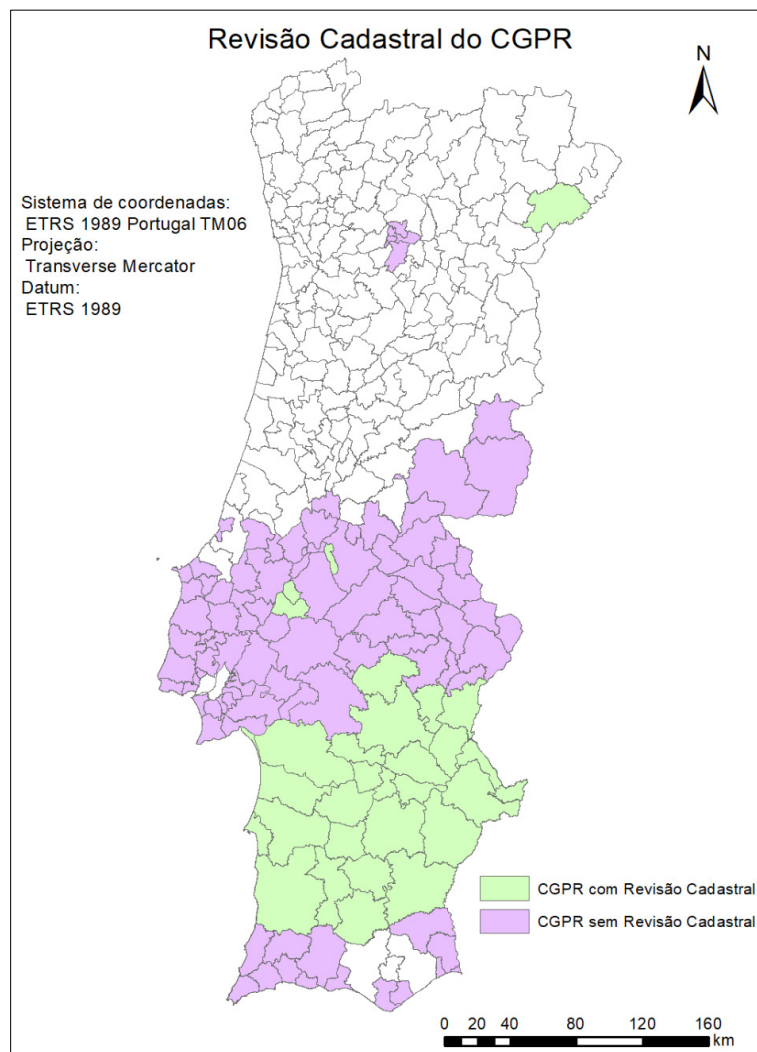 Revisão Cadastral do CGPR
N
Sistema de coordenadas:
ETRS 1989 Portugal TM06
Projeção:
Transverse Mercator
Datum:
ETRS 1989
CGPR com Revisão Cadastral
CGPR sem Revisão Cadastral
0 20 40 80 120 160
km